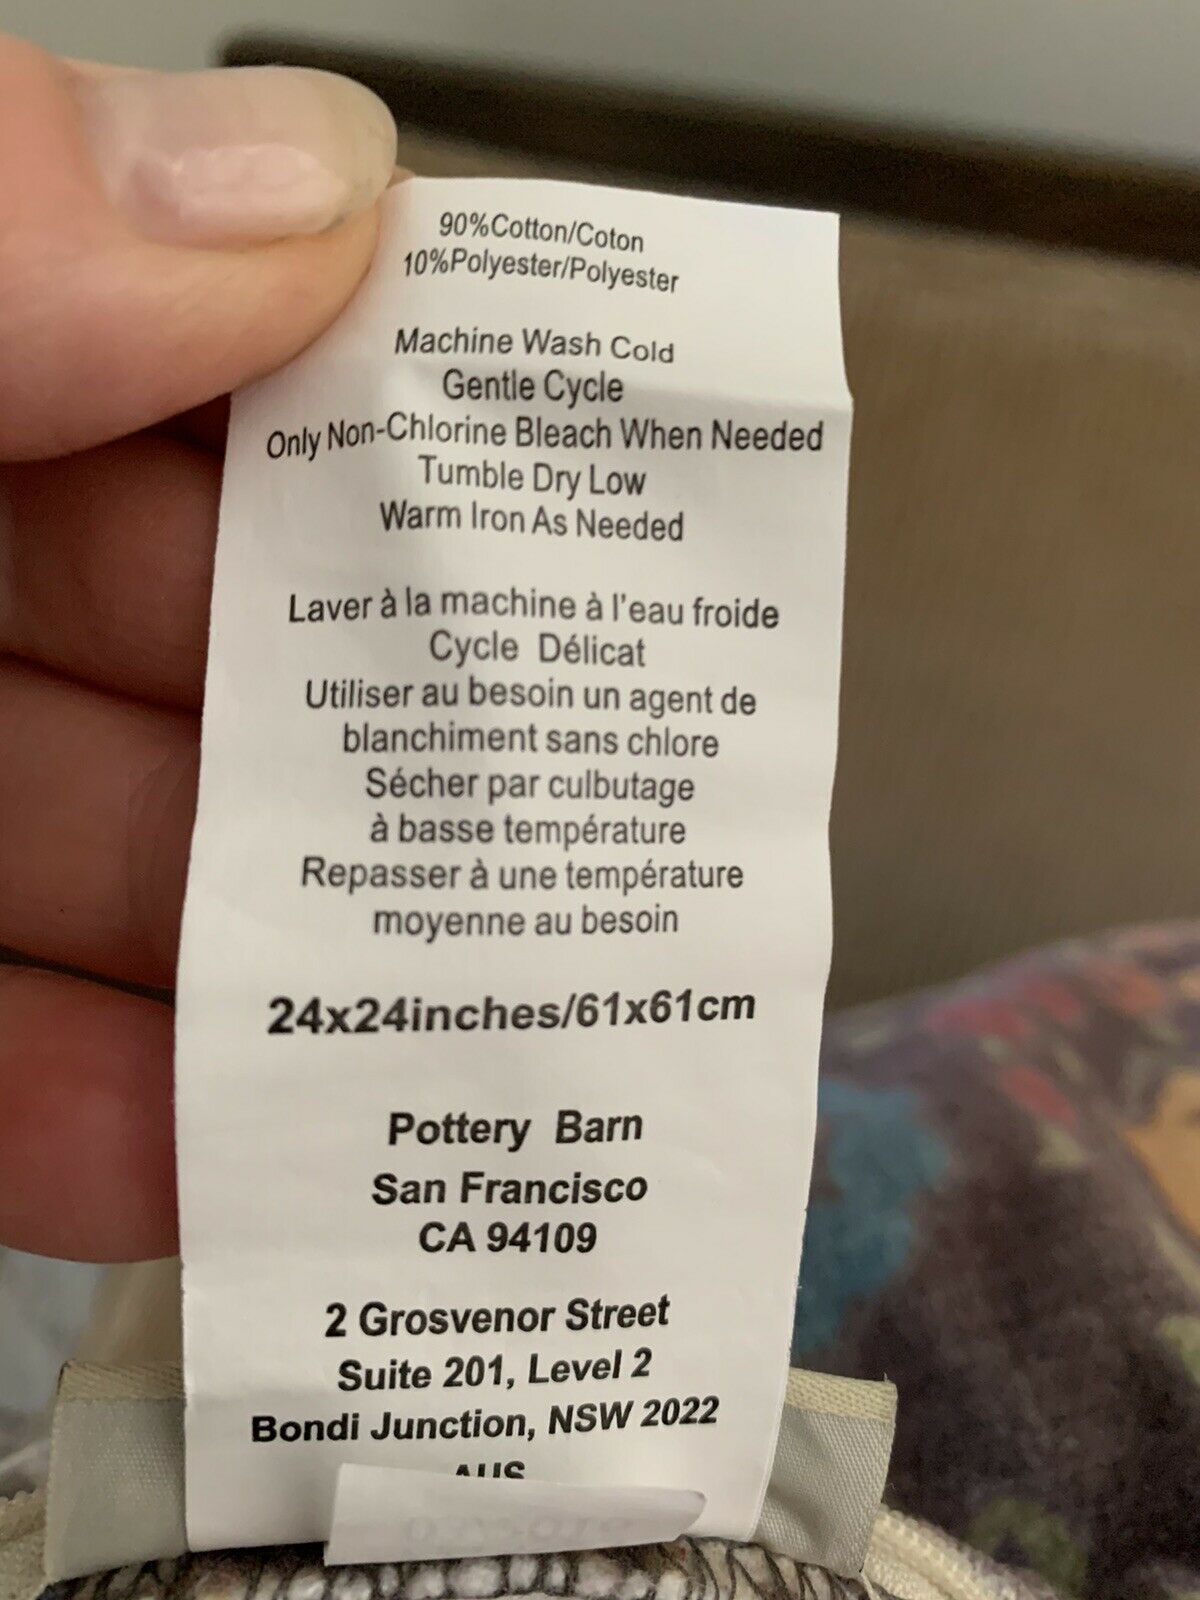 90%Cotton/Coton
10%Polyester/Polyester
Machine Wash Cold
Gentle Cycle
Only Non-Chlorine Bleach When Needed
Tumble Dry Low
Warm Iron As Needed
Laver à la machine à l'eau froide
Cycle Délicat
Utiliser au besoin un agent de
blanchiment sans chlore
Sécher par culbutage
à basse température
Repasser à une température
moyenne au besoin
24x24inches/61x61cm
Pottery Barn
San Francisco
CA 94109
2 Grosvenor Street
Suite 201, Level 2
Bondi Junction, NSW 2022
AUS